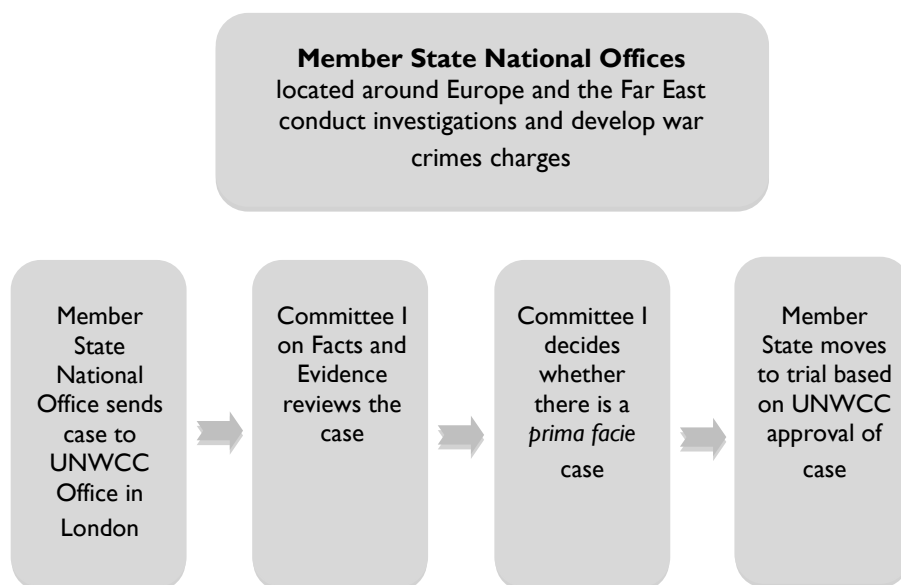 Member State National Offices
located around Europe and the Far East
conduct investigations and develop war
crimes charges
Member
State
National
Office sends
case to
UNWCC
Office in
London
Committee I
on Facts and
Evidence
reviews the
case
Committee I
decides
whether
there is a
prima facie
case
Member
State moves
to trial based
on UNWCC
approval of
case